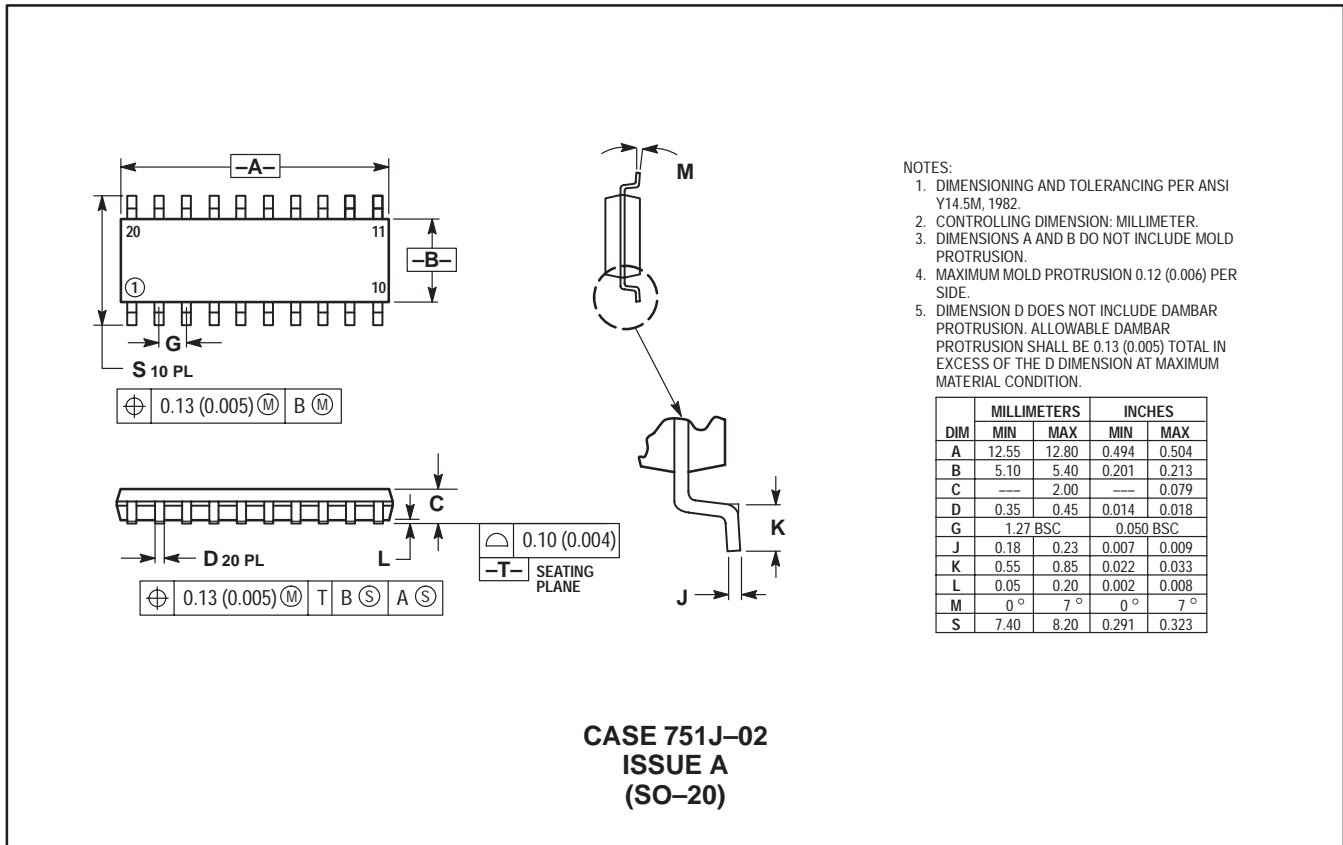 –A–
M
20
11
–B–
1
10
G
S 10 PL
⌖ 0.13 (0.005) Ⓜ B Ⓜ
C
K
D 20 PL
L
⌓ 0.10 (0.004)
–T– SEATING
PLANE
J
⌖ 0.13 (0.005) Ⓜ T B Ⓢ A Ⓢ
NOTES:
1. DIMENSIONING AND TOLERANCING PER ANSI
Y14.5M, 1982.
2. CONTROLLING DIMENSION: MILLIMETER.
3. DIMENSIONS A AND B DO NOT INCLUDE MOLD
PROTRUSION.
4. MAXIMUM MOLD PROTRUSION 0.12 (0.006) PER
SIDE.
5. DIMENSION D DOES NOT INCLUDE DAMBAR
PROTRUSION. ALLOWABLE DAMBAR
PROTRUSION SHALL BE 0.13 (0.005) TOTAL IN
EXCESS OF THE D DIMENSION AT MAXIMUM
MATERIAL CONDITION.
MILLIMETERS INCHES
DIM MIN MAX MIN MAX
A 12.55 12.80 0.494 0.504
B 5.10 5.40 0.201 0.213
C --- 2.00 --- 0.079
D 0.35 0.45 0.014 0.018
G 1.27 BSC 0.050 BSC
J 0.18 0.23 0.007 0.009
K 0.55 0.85 0.022 0.033
L 0.05 0.20 0.002 0.008
M 0° 7° 0° 7°
S 7.40 8.20 0.291 0.323
CASE 751J–02
ISSUE A
(SO–20)